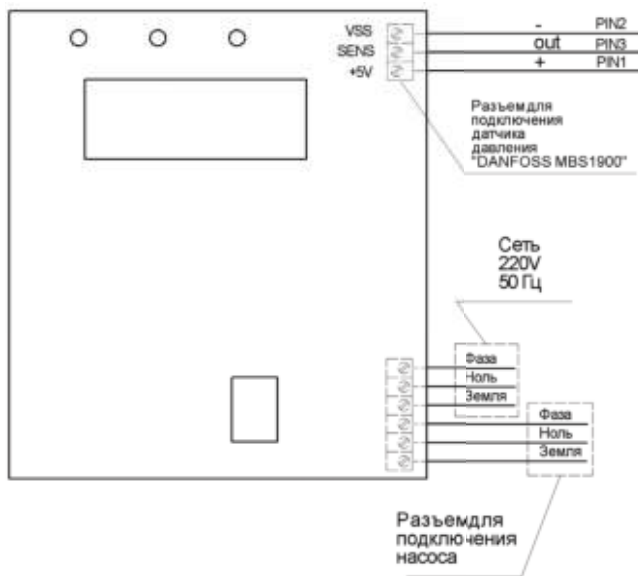 VSS - PIN2
SENS out PIN3
+5V + PIN1
Разъем для
подключения
датчика
давления
"DANFOSS MBS1900"
Сеть
220V
50 Гц
Фаза
Ноль
Земля
Фаза
Ноль
Земля
Разъемдля
подключения
насоса